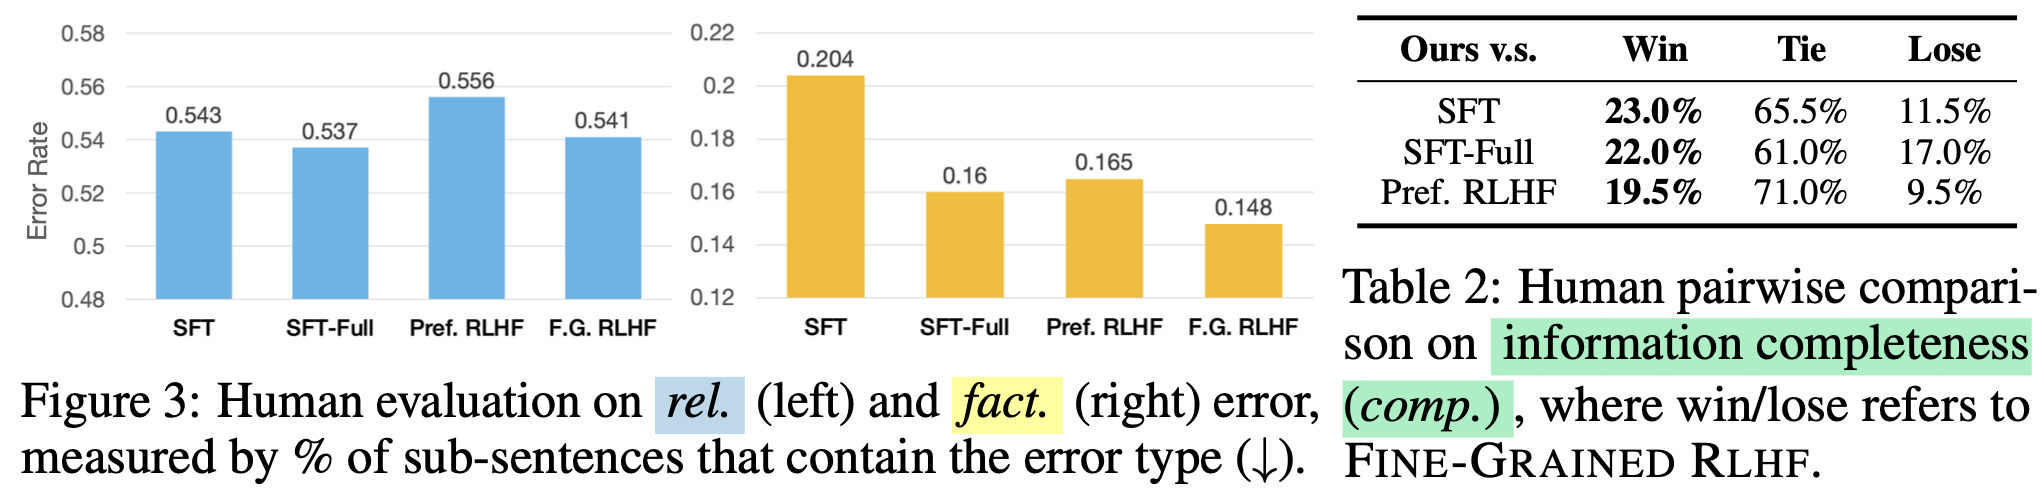 Error Rate
0.58
0.56
0.54
0.52
0.5
0.48
0.543
0.537
0.556
0.541
SFT SFT-Full Pref. RLHF F.G. RLHF
0.22
0.2
0.18
0.16
0.14
0.12
0.204
0.16
0.165
0.148
SFT SFT-Full Pref. RLHF F.G. RLHF
Figure 3: Human evaluation on rel. (left) and fact. (right) error,
measured by % of sub-sentences that contain the error type (↓).
Ours v.s. Win Tie Lose
SFT 23.0% 65.5% 11.5%
SFT-Full 22.0% 61.0% 17.0%
Pref. RLHF 19.5% 71.0% 9.5%
Table 2: Human pairwise compari-
son on information completeness
(comp.), where win/lose refers to
FINE-GRAINED RLHF.